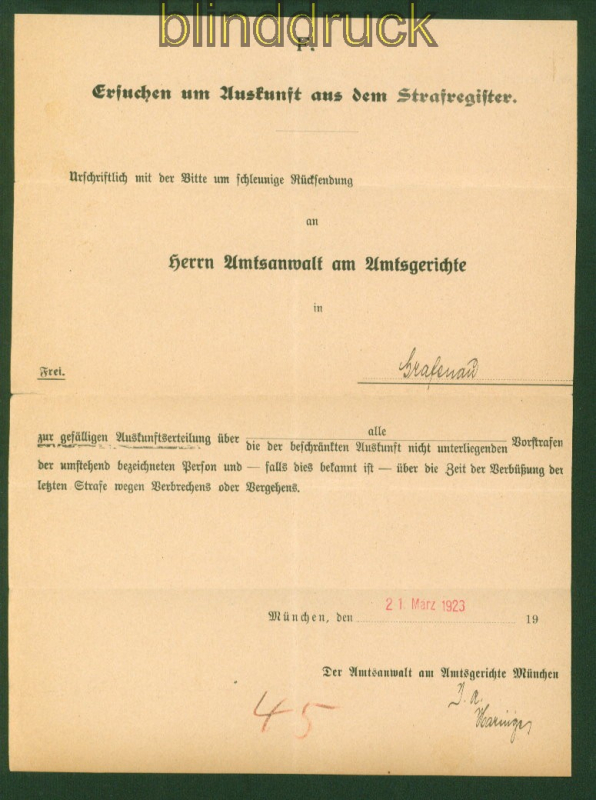 blinddruck
F.
Ersuchen um Auskunft aus dem Strafregister.
Urschriftlich mit der Bitte um schleunige Rücksendung
an
Herrn Amtsanwalt am Amtsgerichte
in
Grafenau
Frei.
zur gefälligen Auskunftserteilung über alle
die der beschränkten Auskunft nicht unterliegenden Vorstrafen
der umstehend bezeichneten Person und — falls dies bekannt ist — über die Zeit der Verbüßung der
letzten Strafe wegen Verbrechens oder Vergehens.
München, den 21. März 1923 19
Der Amtsanwalt am Amtsgerichte München
J. A.
45